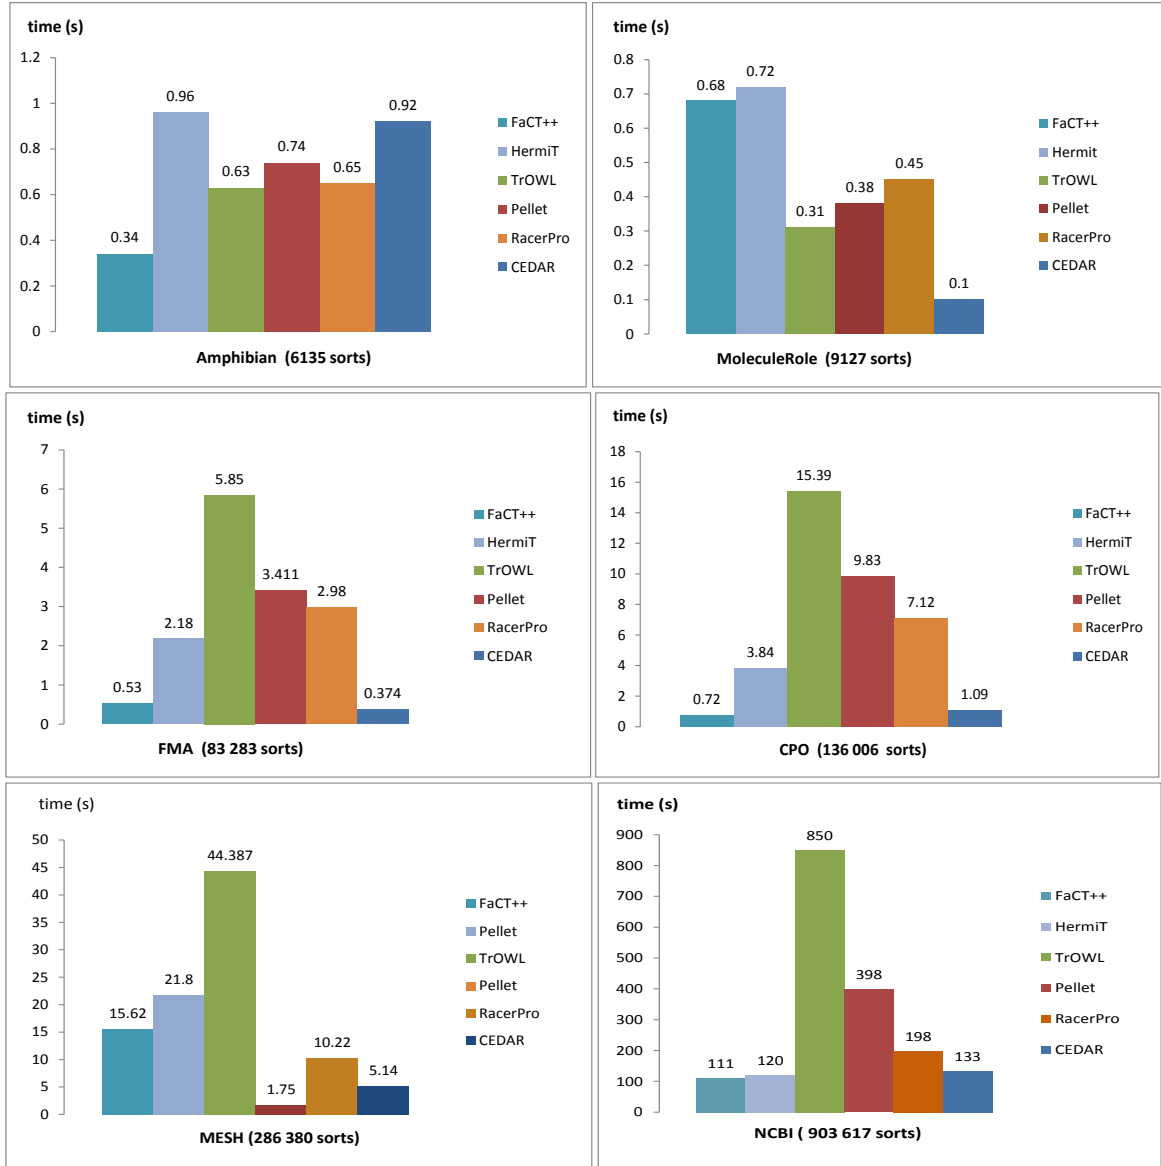 time (s)
1.2
1
0.8
0.6
0.4
0.2
0
0.34
0.96
0.63
0.74
0.65
0.92
FaCT++
HermiT
TrOWL
Pellet
RacerPro
CEDAR
Amphibian (6135 sorts)
time (s)
0.8
0.7
0.6
0.5
0.4
0.3
0.2
0.1
0
0.68
0.72
0.31
0.38
0.45
0.1
FaCT++
Hermit
TrOWL
Pellet
RacerPro
CEDAR
MoleculeRole (9127 sorts)
time (s)
7
6
5
4
3
2
1
0
0.53
2.18
5.85
3.411
2.98
0.374
FaCT++
HermiT
TrOWL
Pellet
RacerPro
CEDAR
FMA (83 283 sorts)
time (s)
18
16
14
12
10
8
6
4
2
0
0.72
3.84
15.39
9.83
7.12
1.09
FaCT++
HermiT
TrOWL
Pellet
RacerPro
CEDAR
CPO (136 006 sorts)
time (s)
50
45
40
35
30
25
20
15
10
5
0
15.62
21.8
44.387
1.75
10.22
5.14
FaCT++
Pellet
TrOWL
Pellet
RacerPro
CEDAR
MESH (286 380 sorts)
time (s)
900
800
700
600
500
400
300
200
100
0
111
120
850
398
198
133
FaCT++
HermiT
TrOWL
Pellet
RacerPro
CEDAR
NCBI ( 903 617 sorts)